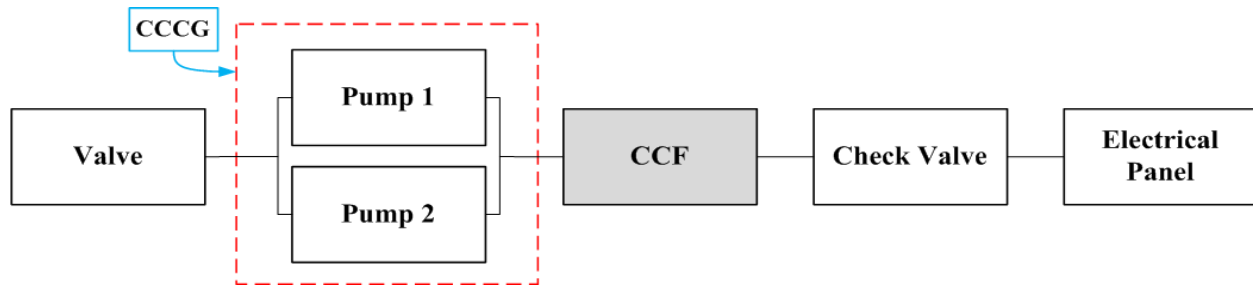 CCCG
Valve
Pump 1
Pump 2
CCF
Check Valve
Electrical
Panel